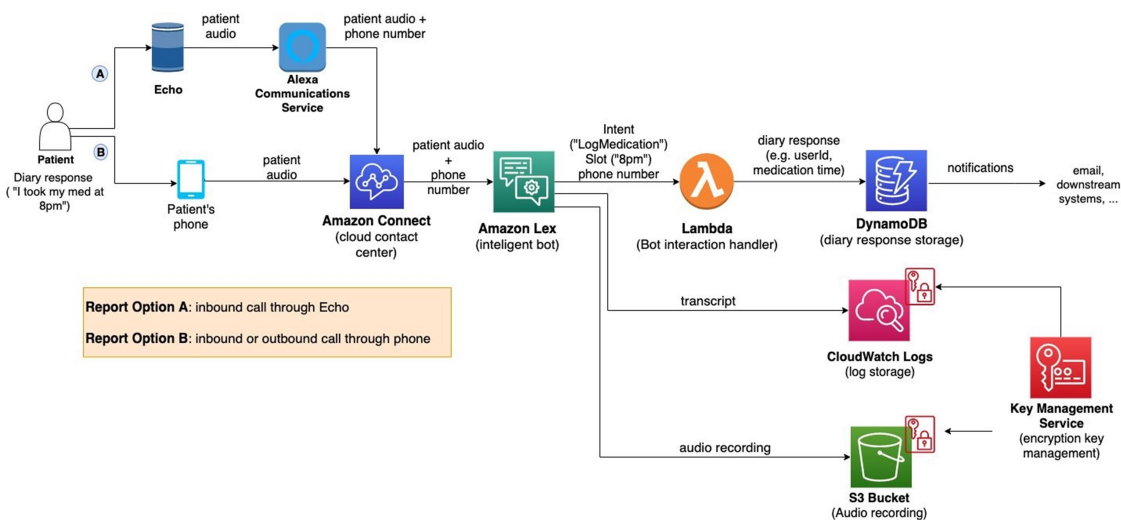 patient
audio
patient audio +
phone number
A
Echo
Alexa
Communications
Service
B
Patient
Diary response
( "I took my med at
8pm")
Patient's
phone
patient
audio
Amazon Connect
(cloud contact
center)
patient audio
+
phone
number
Amazon Lex
(inteligent bot)
Intent
("LogMedication")
Slot ("8pm")
phone number
Lambda
(Bot interaction handler)
diary response
(e.g. userId,
medication time)
DynamoDB
(diary response storage)
notifications
email,
downstream
systems, ...
Report Option A: inbound call through Echo
Report Option B: inbound or outbound call through phone
transcript
CloudWatch Logs
(log storage)
Key Management
Service
(encryption key
management)
audio recording
S3 Bucket
(Audio recording)